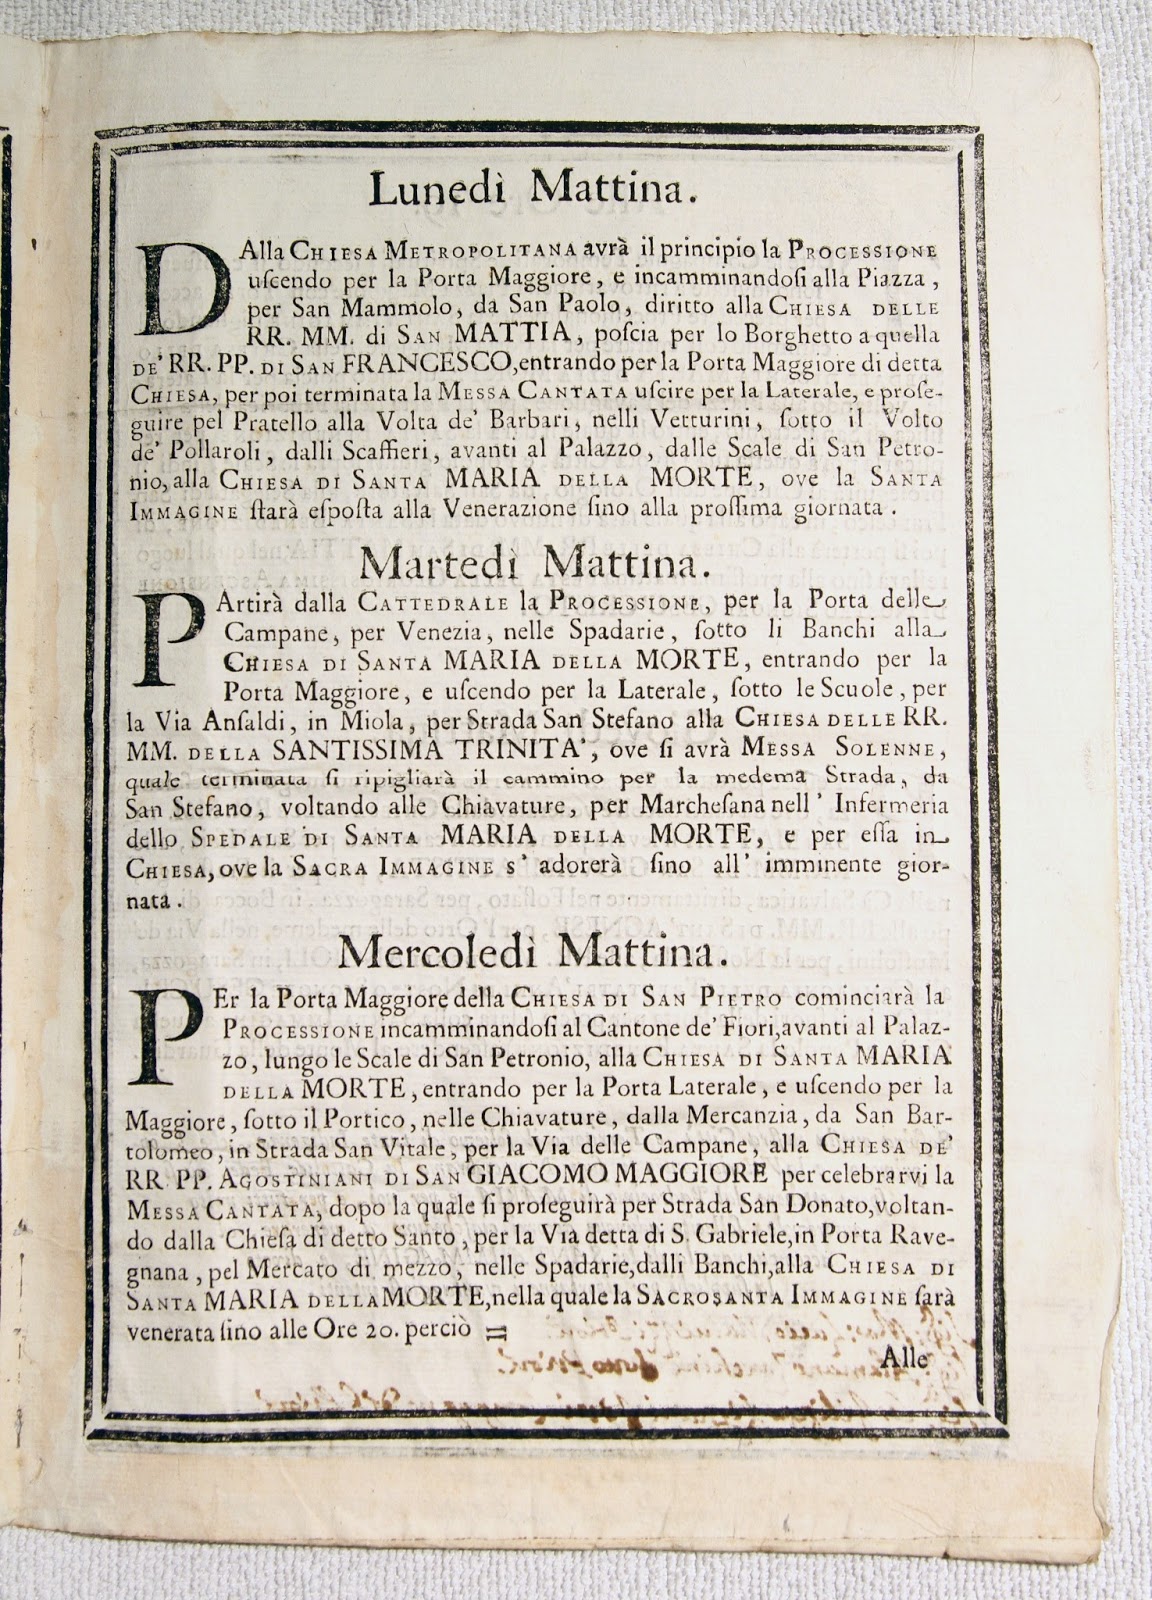 Lunedì Mattina.
DAlla CHIESA METROPOLITANA avrà il principio la PROCESSIONE
uſcendo per la Porta Maggiore, e incamminandoſi alla Piazza,
per San Mammolo, da San Paolo, diritto alla CHIESA DELLE
RR. MM. di SAN MATTIA, poſcia per lo Borghetto a quella
DE' RR. PP. DI SAN FRANCESCO, entrando per la Porta Maggiore di detta
CHIESA, per poi terminata la MESSA CANTATA uſcire per la Laterale, e proſe-
guire pel Pratello alla Volta de' Barbari, nelli Vetturini, ſotto il Volto
de' Pollaroli, dalli Scaffieri, avanti al Palazzo, dalle Scale di San Petro-
nio, alla CHIESA DI SANTA MARIA DELLA MORTE, ove la SANTA
IMMAGINE ſtarà eſpoſta alla Venerazione ſino alla proſſima giornata.
Martedì Mattina.
PArtirà dalla CATTEDRALE la PROCESSIONE, per la Porta delle
Campane, per Venezia, nelle Spadarie, ſotto li Banchi alla
CHIESA DI SANTA MARIA DELLA MORTE, entrando per la
Porta Maggiore, e uſcendo per la Laterale, ſotto le Scuole, per
la Via Anſaldi, in Miola, per Strada San Stefano alla CHIESA DELLE RR.
MM. DELLA SANTISSIMA TRINITA', ove ſi avrà MESSA SOLENNE,
quale terminata ſi ripigliarà il cammino per la medema Strada, da
San Stefano, voltando alle Chiavature, per Marcheſana nell' Infermeria
dello SPEDALE DI SANTA MARIA DELLA MORTE, e per eſſa in
CHIESA, ove la SACRA IMMAGINE S' adorerà ſino all' imminente gior-
nata.
Mercoledì Mattina.
PEr la Porta Maggiore della CHIESA DI SAN PIETRO cominciarà la
PROCESSIONE incamminandoſi al Cantone de' Fiori, avanti al Palaz-
zo, lungo le Scale di San Petronio, alla CHIESA DI SANTA MARIA
DELLA MORTE, entrando per la Porta Laterale, e uſcendo per la
Maggiore, ſotto il Portico, nelle Chiavature, dalla Mercanzia, da San Bar-
tolomeo, in Strada San Vitale, per la Via delle Campane, alla CHIESA DE'
RR. PP. AGOSTINIANI DI SAN GIACOMO MAGGIORE per celebrarvi la
MESSA CANTATA, dopo la quale ſi proſeguirà per Strada San Donato, voltan-
do dalla Chieſa di detto Santo, per la Via detta di S. Gabriele, in Porta Rave-
gnana, pel Mercato di mezzo, nelle Spadarie, dalli Banchi, alla CHIESA DI
SANTA MARIA DELLA MORTE, nella quale la SACROSANTA IMMAGINE ſarà
venerata ſino alle Ore 20. perciò =
Alle